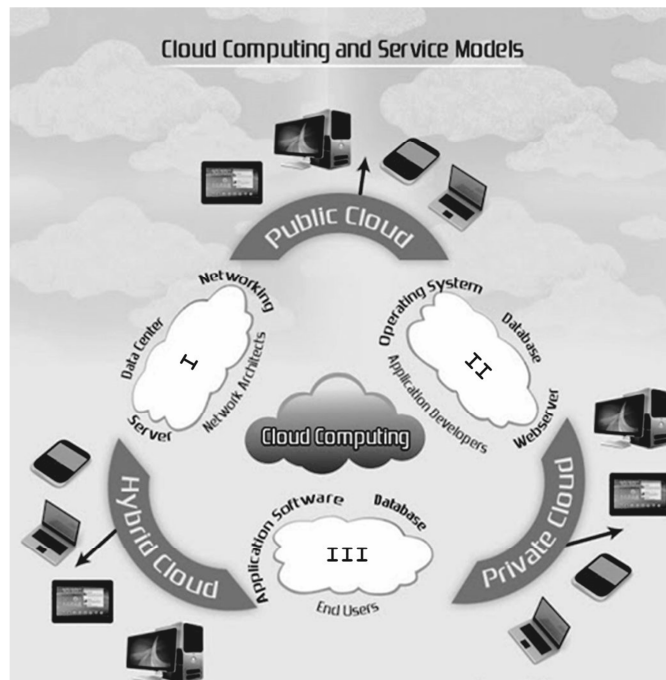 Cloud Computing and Service Models
Public Cloud
Networking
Data Center
I
Network Architects
Server
Operating System
Database
II
Application Developers
Webserver
Cloud Computing
Hybrid Cloud
Application Software
Database
III
End Users
Private Cloud